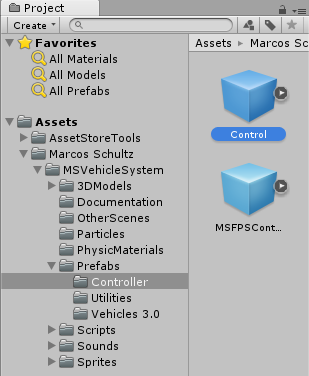 Project
Create
Favorites
All Materials
All Models
All Prefabs
Assets
AssetStoreTools
Marcos Schultz
MSVehicleSystem
3DModels
Documentation
OtherScenes
Particles
PhysicMaterials
Prefabs
Controller
Utilities
Vehicles 3.0
Scripts
Sounds
Sprites
Assets ▸ Marcos Sc
Control
MSFPSCont...